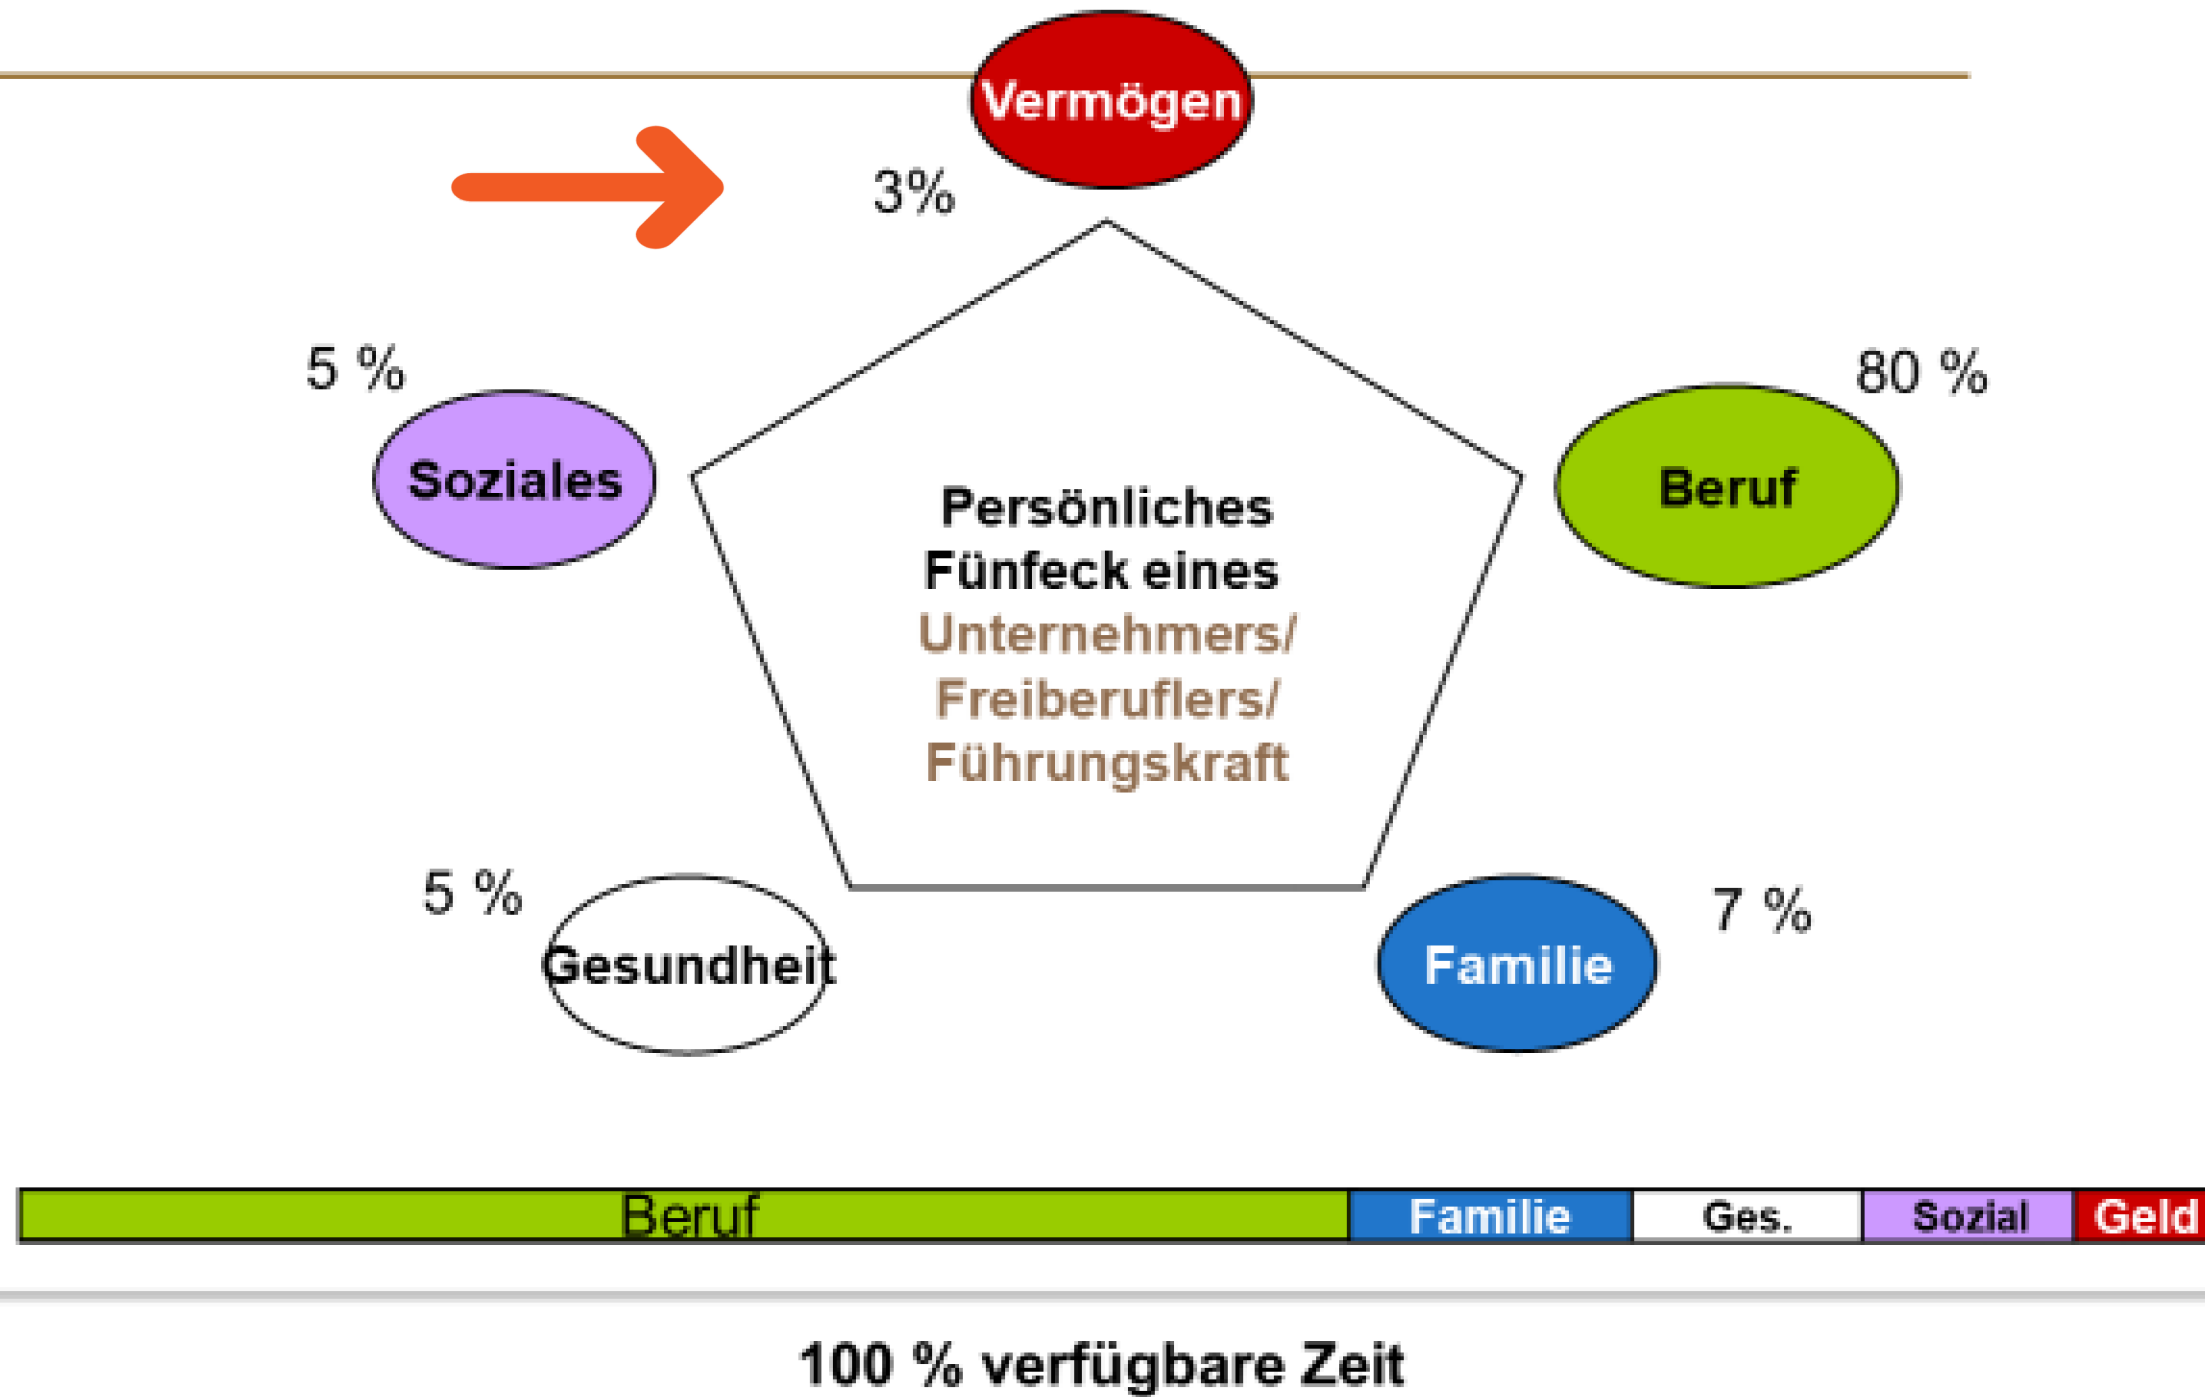 Vermögen
3%
5 %
80 %
Soziales
Beruf
Persönliches
Fünfeck eines
Unternehmers/
Freiberuflers/
Führungskraft
5 %
7 %
Gesundheit
Familie
Beruf
Familie
Ges.
Sozial
Geld
100 % verfügbare Zeit